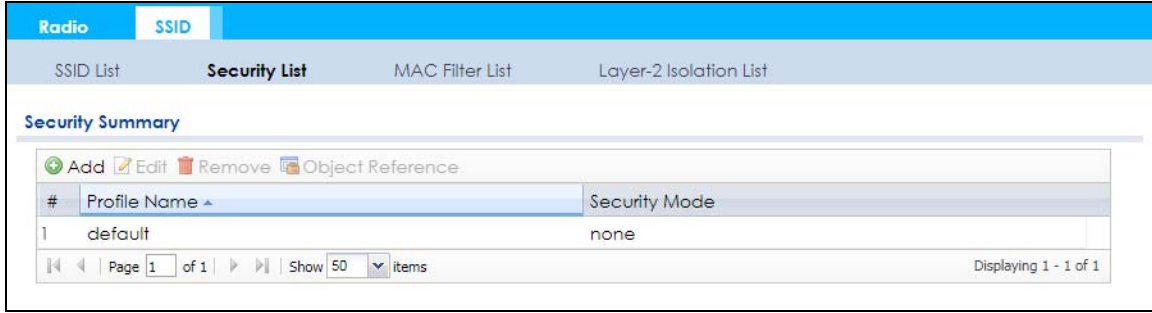 Radio SSID
SSID List Security List MAC Filter List Layer-2 Isolation List
Security Summary
Add Edit Remove Object Reference
# Profile Name Security Mode
1 default none
Page 1 of 1 Show 50 items Displaying 1 - 1 of 1